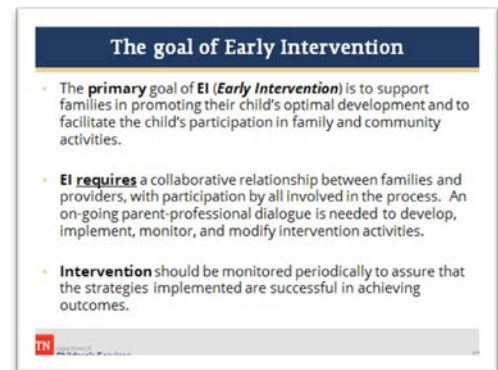 The goal of Early Intervention
The primary goal of EI (Early Intervention) is to support
families in promoting their child's optimal development and to
facilitate the child's participation in family and community
activities.
EI requires a collaborative relationship between families and
providers, with participation by all involved in the process. An
on-going parent-professional dialogue is needed to develop,
implement, monitor, and modify intervention activities.
Intervention should be monitored periodically to assure that
the strategies implemented are successful in achieving
outcomes.
TN